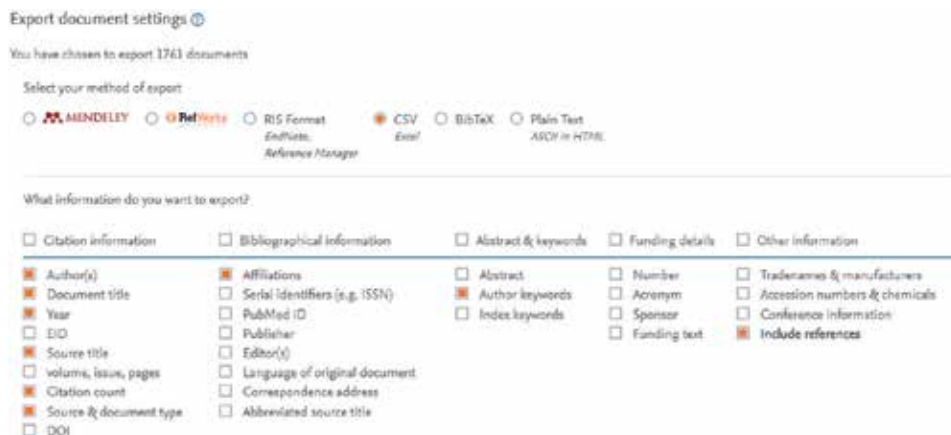 Export document settings
You have chosen to export 1761 documents
Select your method of export
MENDELEY RefWorks RIS Format CSV BibTeX Plain Text
EndNote, Excel ASCII in HTML
Reference Manager
What information do you want to export?
Citation information Bibliographical information Abstract & keywords Funding details Other information
Author(s) Affiliations Abstract Number Tradenames & manufacturers
Document title Serial identifiers (e.g. ISSN) Author keywords Acronym Accession numbers & chemicals
Year PubMed ID Index keywords Sponsor Conference information
EID Publisher Funding text Include references
Source title Editor(s)
volume, issue, pages Language of original document
Citation count Correspondence address
Source & document type Abbreviated source title
DOI